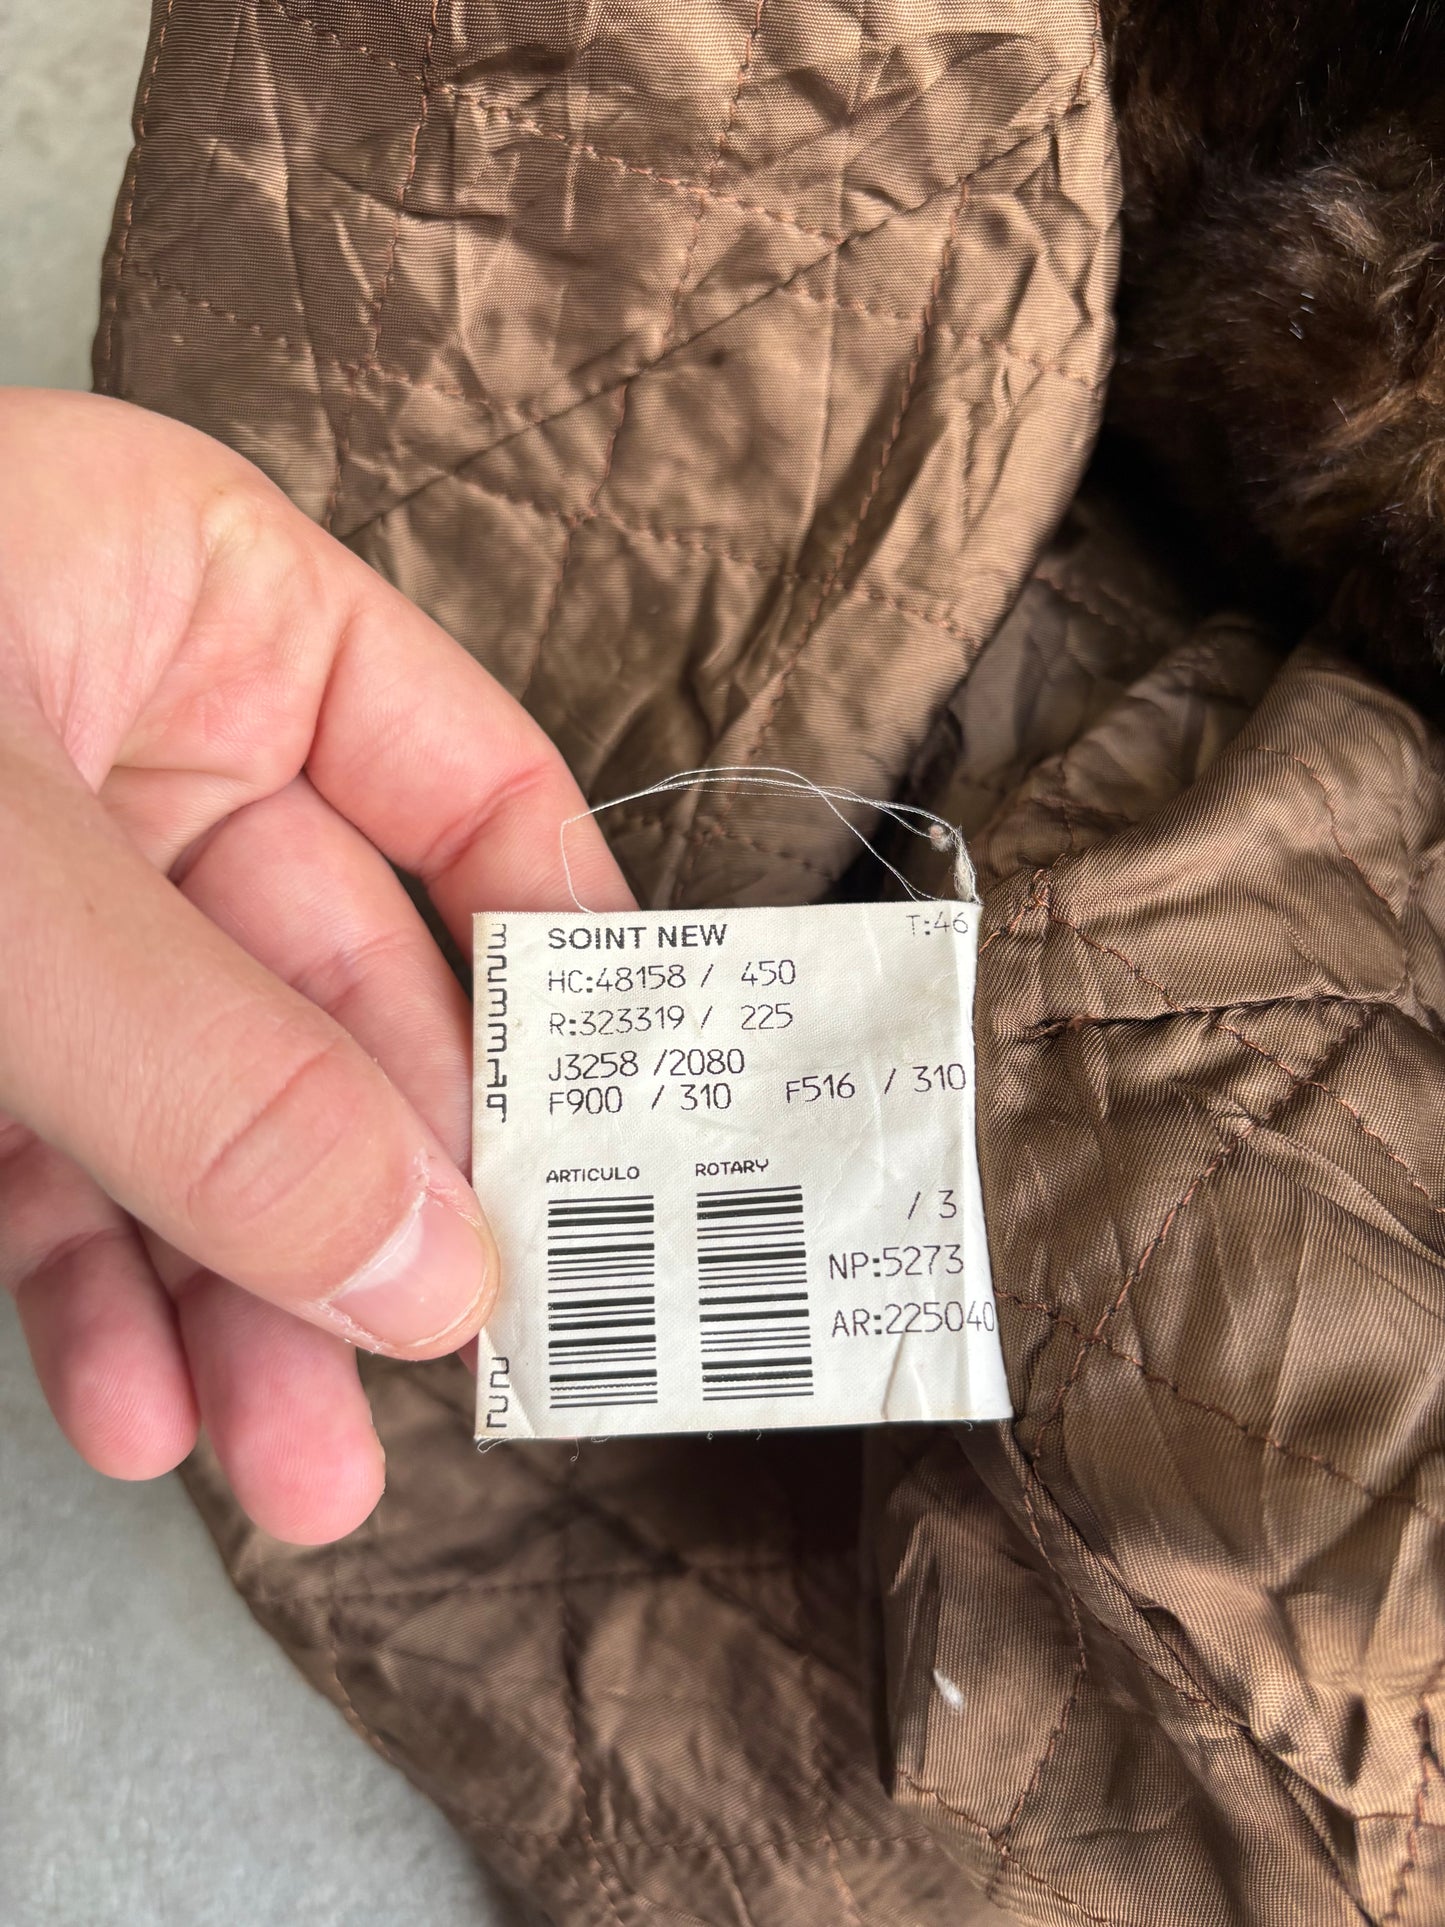 SOINT NEW
T:46
HC:48158 / 450
R:323319 / 225
J3258 /2080
F900 / 310 F516 / 310
ARTICULO
ROTARY
/ 3
NP:5273
AR:225040